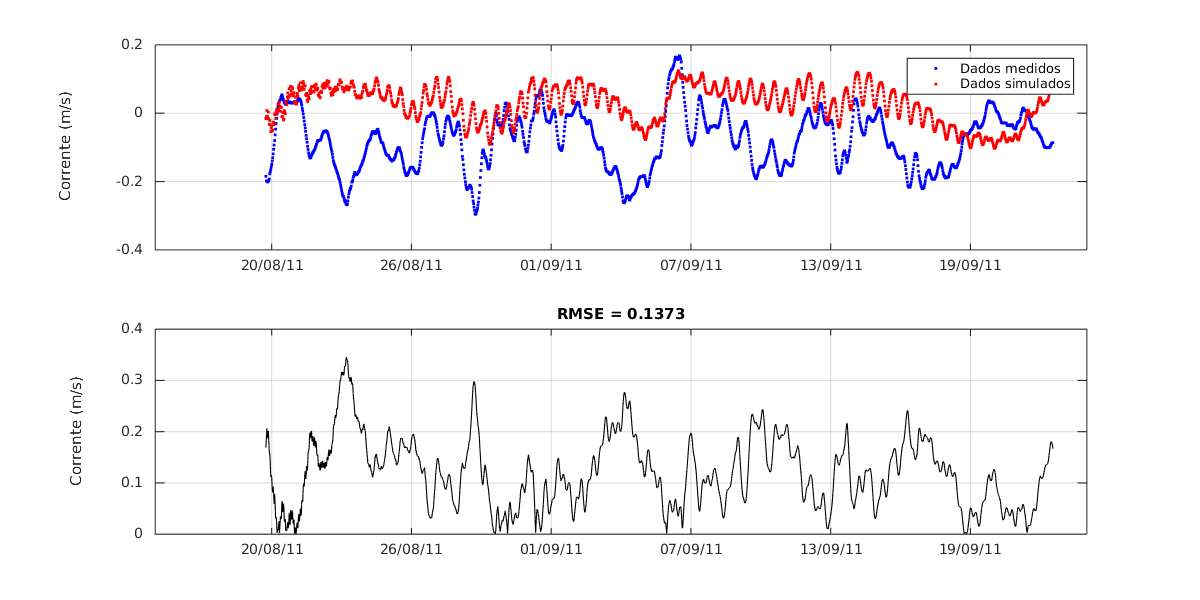 0.2
0
-0.2
-0.4
Corrente (m/s)
Dados medidos
Dados simulados
20/08/11 26/08/11 01/09/11 07/09/11 13/09/11 19/09/11
RMSE = 0.1373
0.4
0.3
0.2
0.1
0
Corrente (m/s)
20/08/11 26/08/11 01/09/11 07/09/11 13/09/11 19/09/11